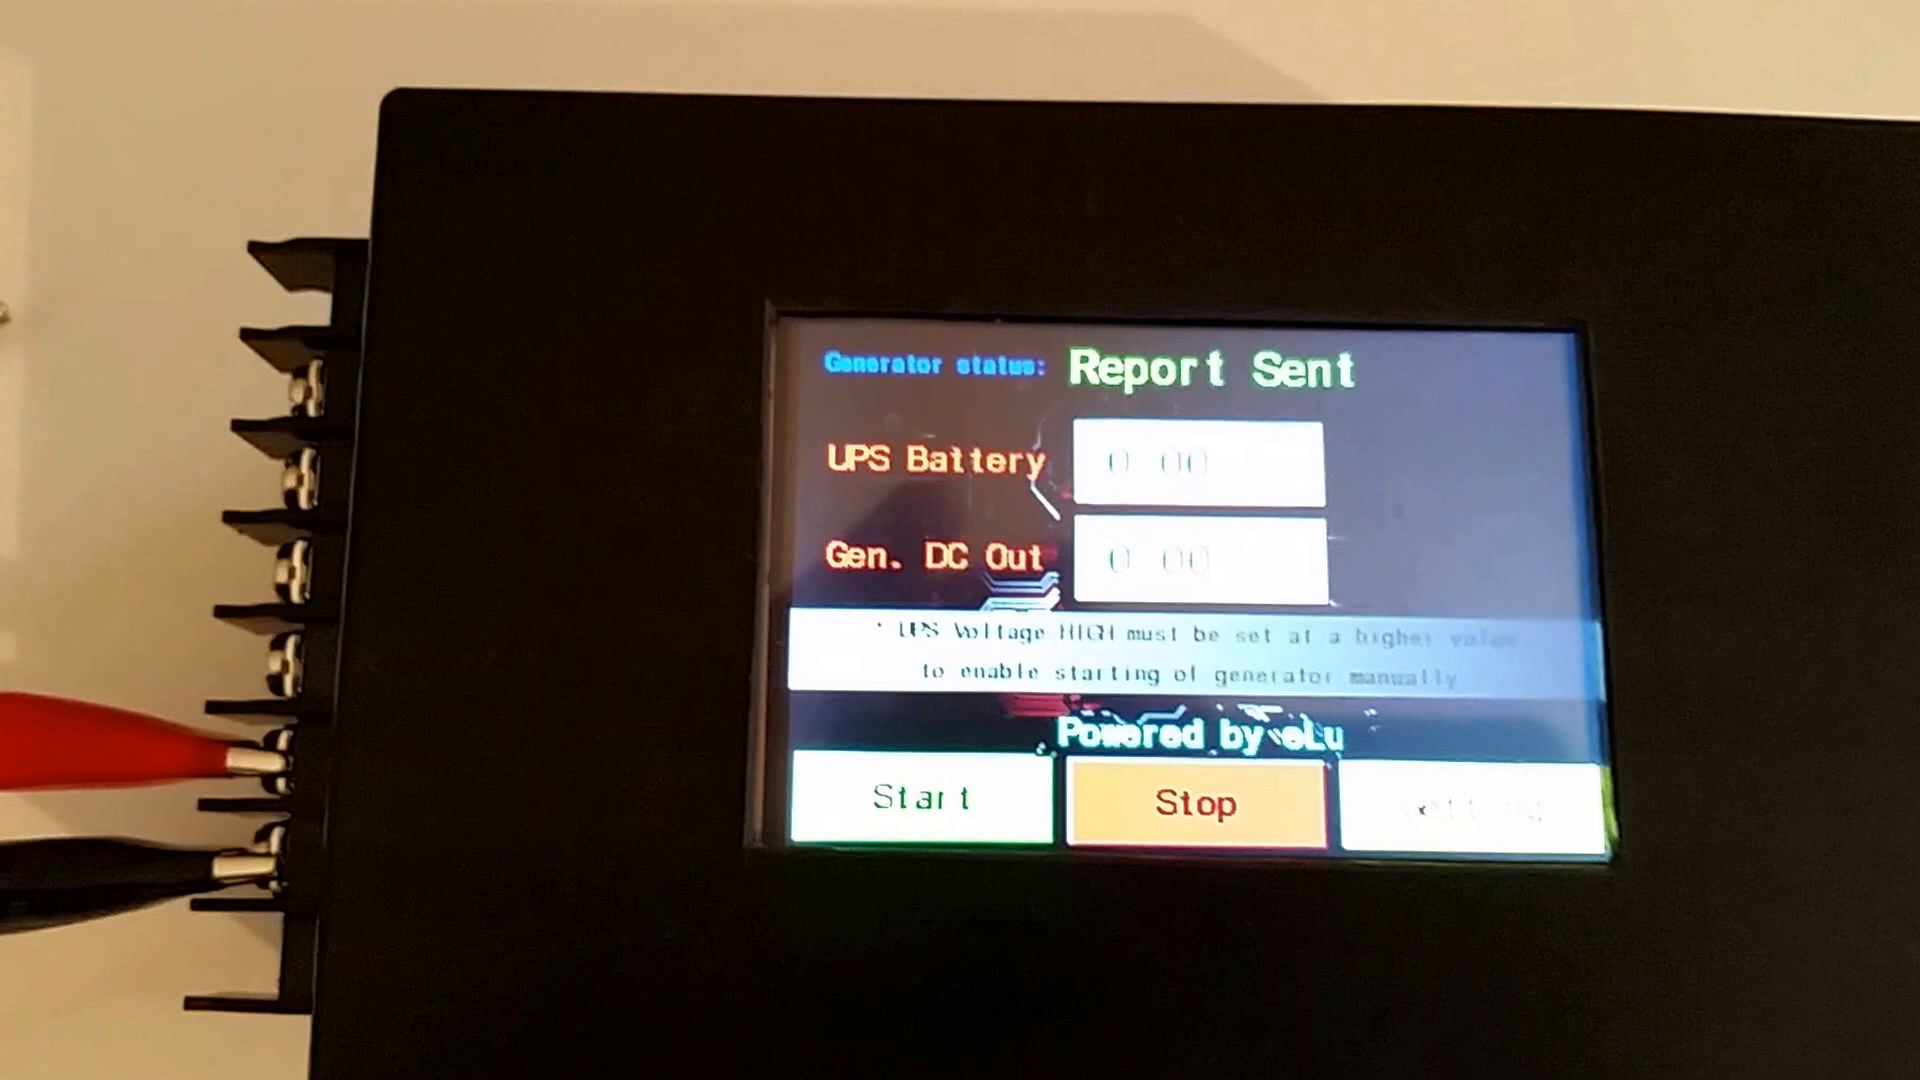 Generator status: Report Sent
UPS Battery 0 00
Gen. DC Out 0 00
* UPS Voltage HIGH must be set at a higher value
to enable starting of generator manually
Powered by eLu
Start Stop